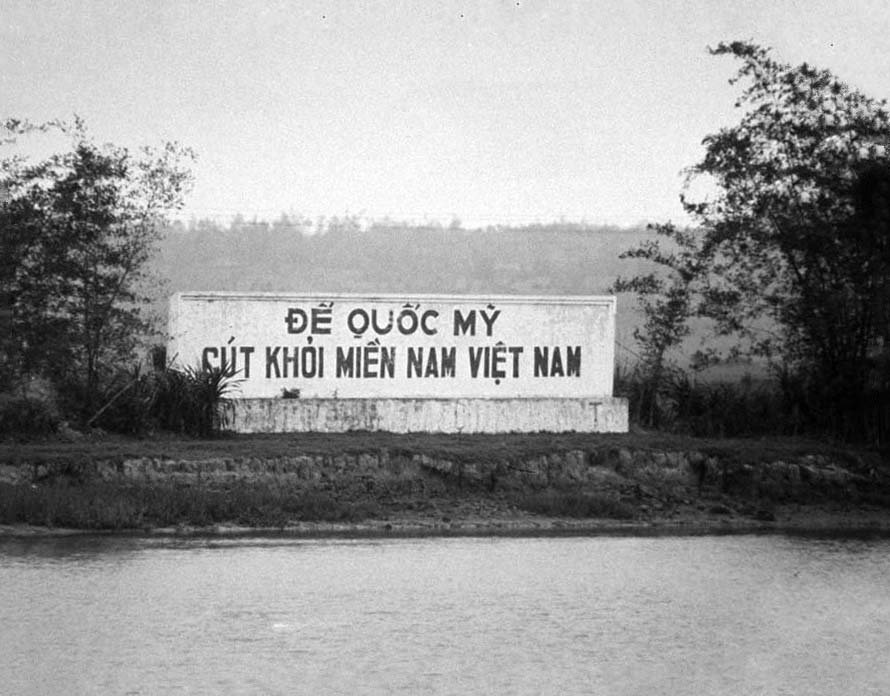 ĐẾ QUỐC MỸ
CÚT KHỎI MIỀN NAM VIỆT NAM